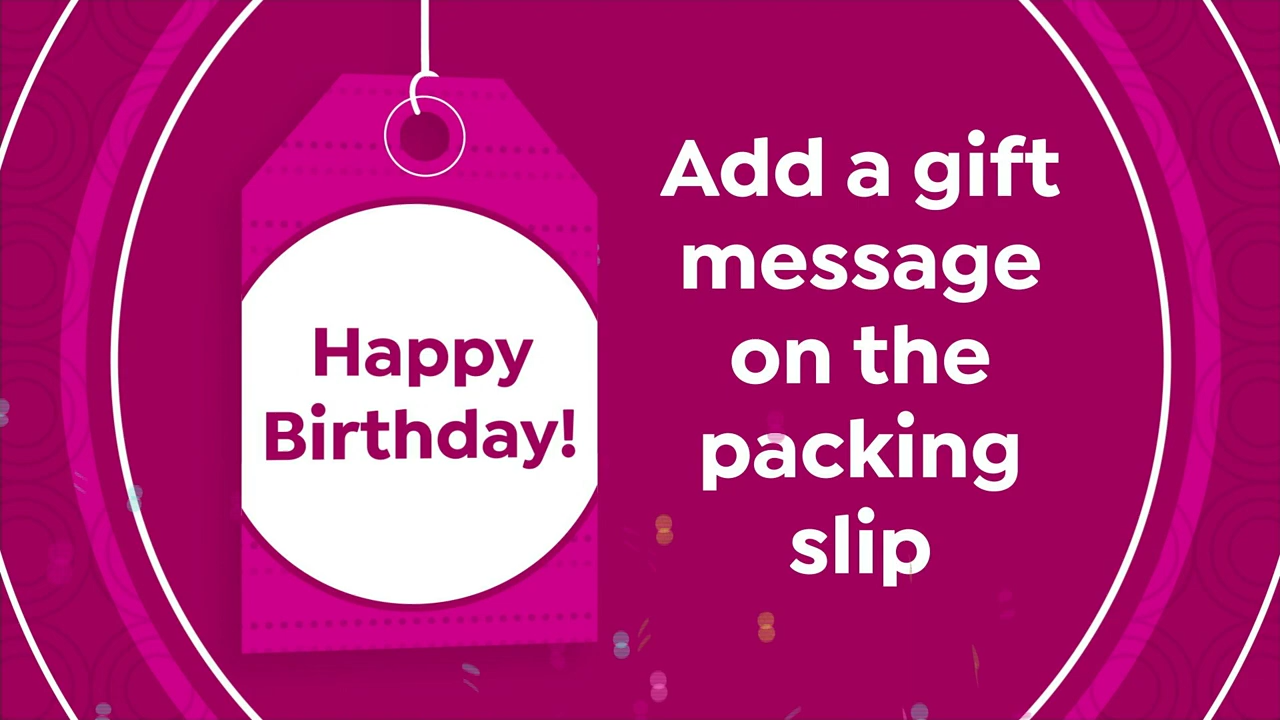 Happy
Birthday!
Add a gift
message
on the
packing
slip